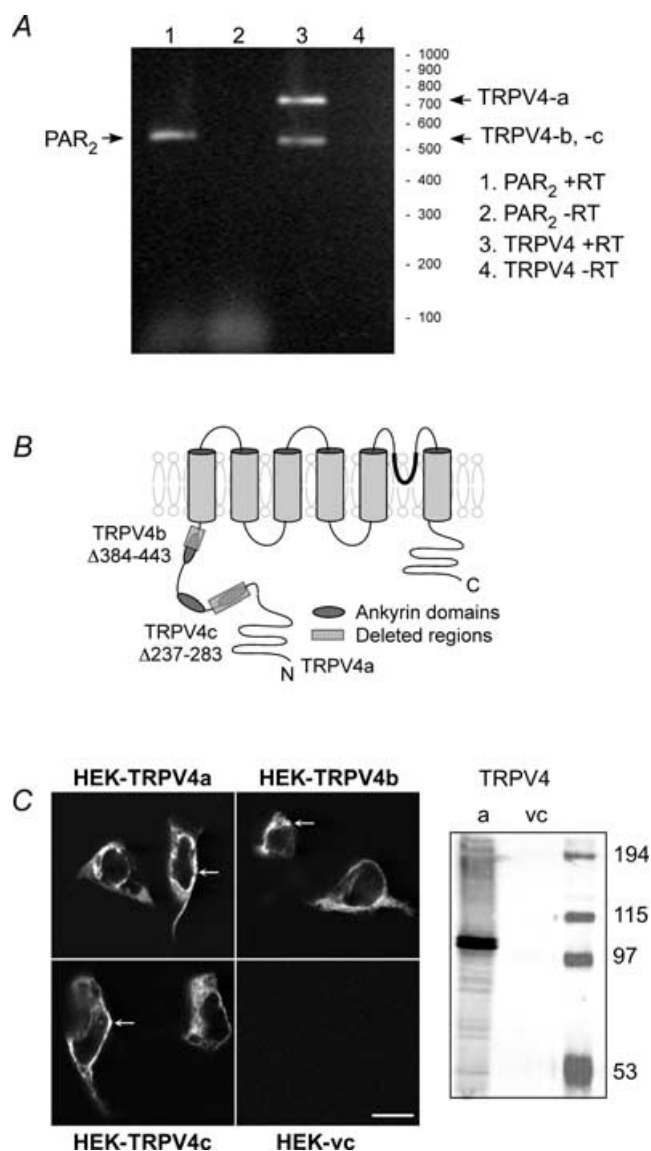 A
1 2 3 4
- 1000
- 900
- 800
- 700
- 600
- 500
- 400
- 300
- 200
- 100
PAR2
TRPV4-a
TRPV4-b, -c
1. PAR2 +RT
2. PAR2 -RT
3. TRPV4 +RT
4. TRPV4 -RT
B
TRPV4b
Δ384-443
TRPV4c
Δ237-283
N
TRPV4a
C
Ankyrin domains
Deleted regions
C
HEK-TRPV4a
HEK-TRPV4b
HEK-TRPV4c
HEK-vc
TRPV4
a vc
194
115
97
53